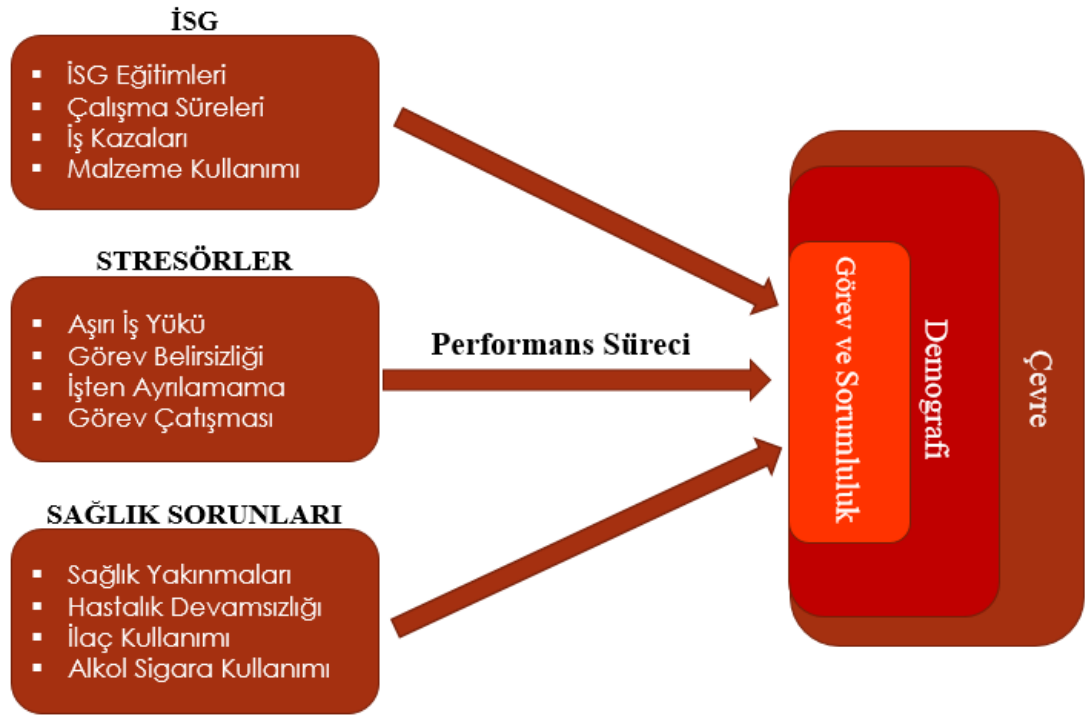 İSG
▪ İSG Eğitimleri
▪ Çalışma Süreleri
▪ İş Kazaları
▪ Malzeme Kullanımı
STRESÖRLER
▪ Aşırı İş Yükü
▪ Görev Belirsizliği
▪ İşten Ayrılamama
▪ Görev Çatışması
SAĞLIK SORUNLARI
▪ Sağlık Yakınmaları
▪ Hastalık Devamsızlığı
▪ İlaç Kullanımı
▪ Alkol Sigara Kullanımı
Performans Süreci
Görev ve Sorumluluk
Demografi
Çevre